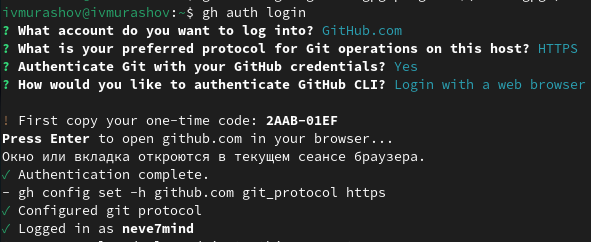 ivmurashov@ivmurashov:~$ gh auth login
? What account do you want to log into? GitHub.com
? What is your preferred protocol for Git operations on this host? HTTPS
? Authenticate Git with your GitHub credentials? Yes
? How would you like to authenticate GitHub CLI? Login with a web browser
! First copy your one-time code: 2AAB-01EF
Press Enter to open github.com in your browser...
Окно или вкладка откроются в текущем сеансе браузера.
✓ Authentication complete.
- gh config set -h github.com git_protocol https
✓ Configured git protocol
✓ Logged in as neve7mind